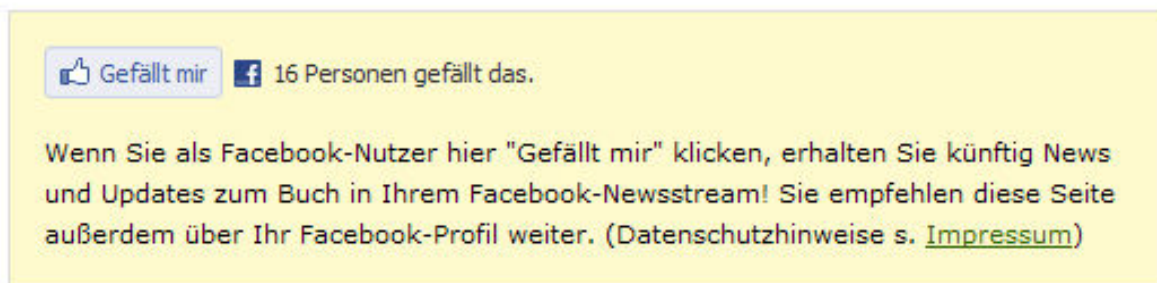 Gefällt mir 16 Personen gefällt das.
Wenn Sie als Facebook-Nutzer hier "Gefällt mir" klicken, erhalten Sie künftig News
und Updates zum Buch in Ihrem Facebook-Newsstream! Sie empfehlen diese Seite
außerdem über Ihr Facebook-Profil weiter. (Datenschutzhinweise s. Impressum)